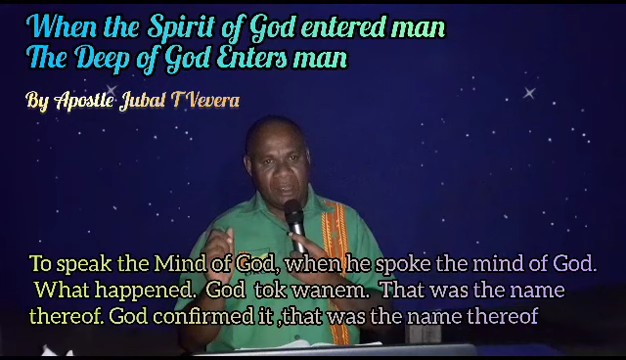 When the Spirit of God entered man
The Deep of God Enters man
By Apostle Jubal T Vevera
To speak the Mind of God, when he spoke the mind of God.
What happened. God tok wanem. That was the name
thereof. God confirmed it ,that was the name thereof